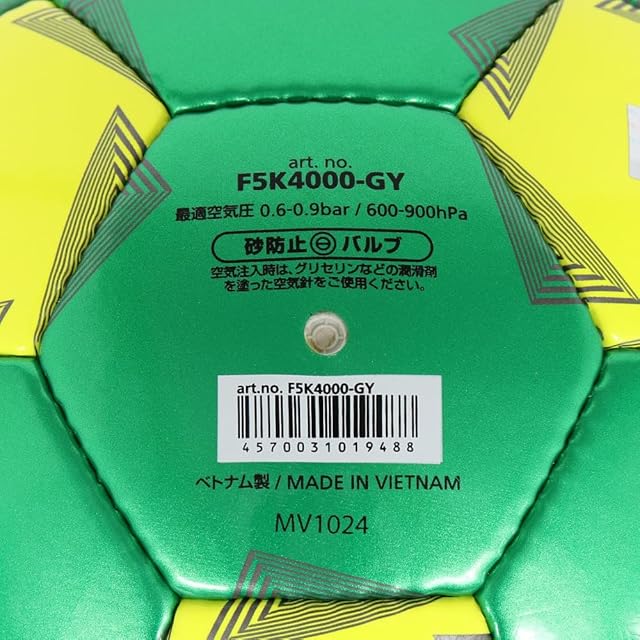 art. no.
F5K4000-GY
最適空気圧 0.6-0.9bar / 600-900hPa
砂防止 バルブ
空気注入時は、グリセリンなどの潤滑剤
を塗った空気針をご使用ください。
art.no. F5K4000-GY
4570031019488
ベトナム製 / MADE IN VIETNAM
MV1024